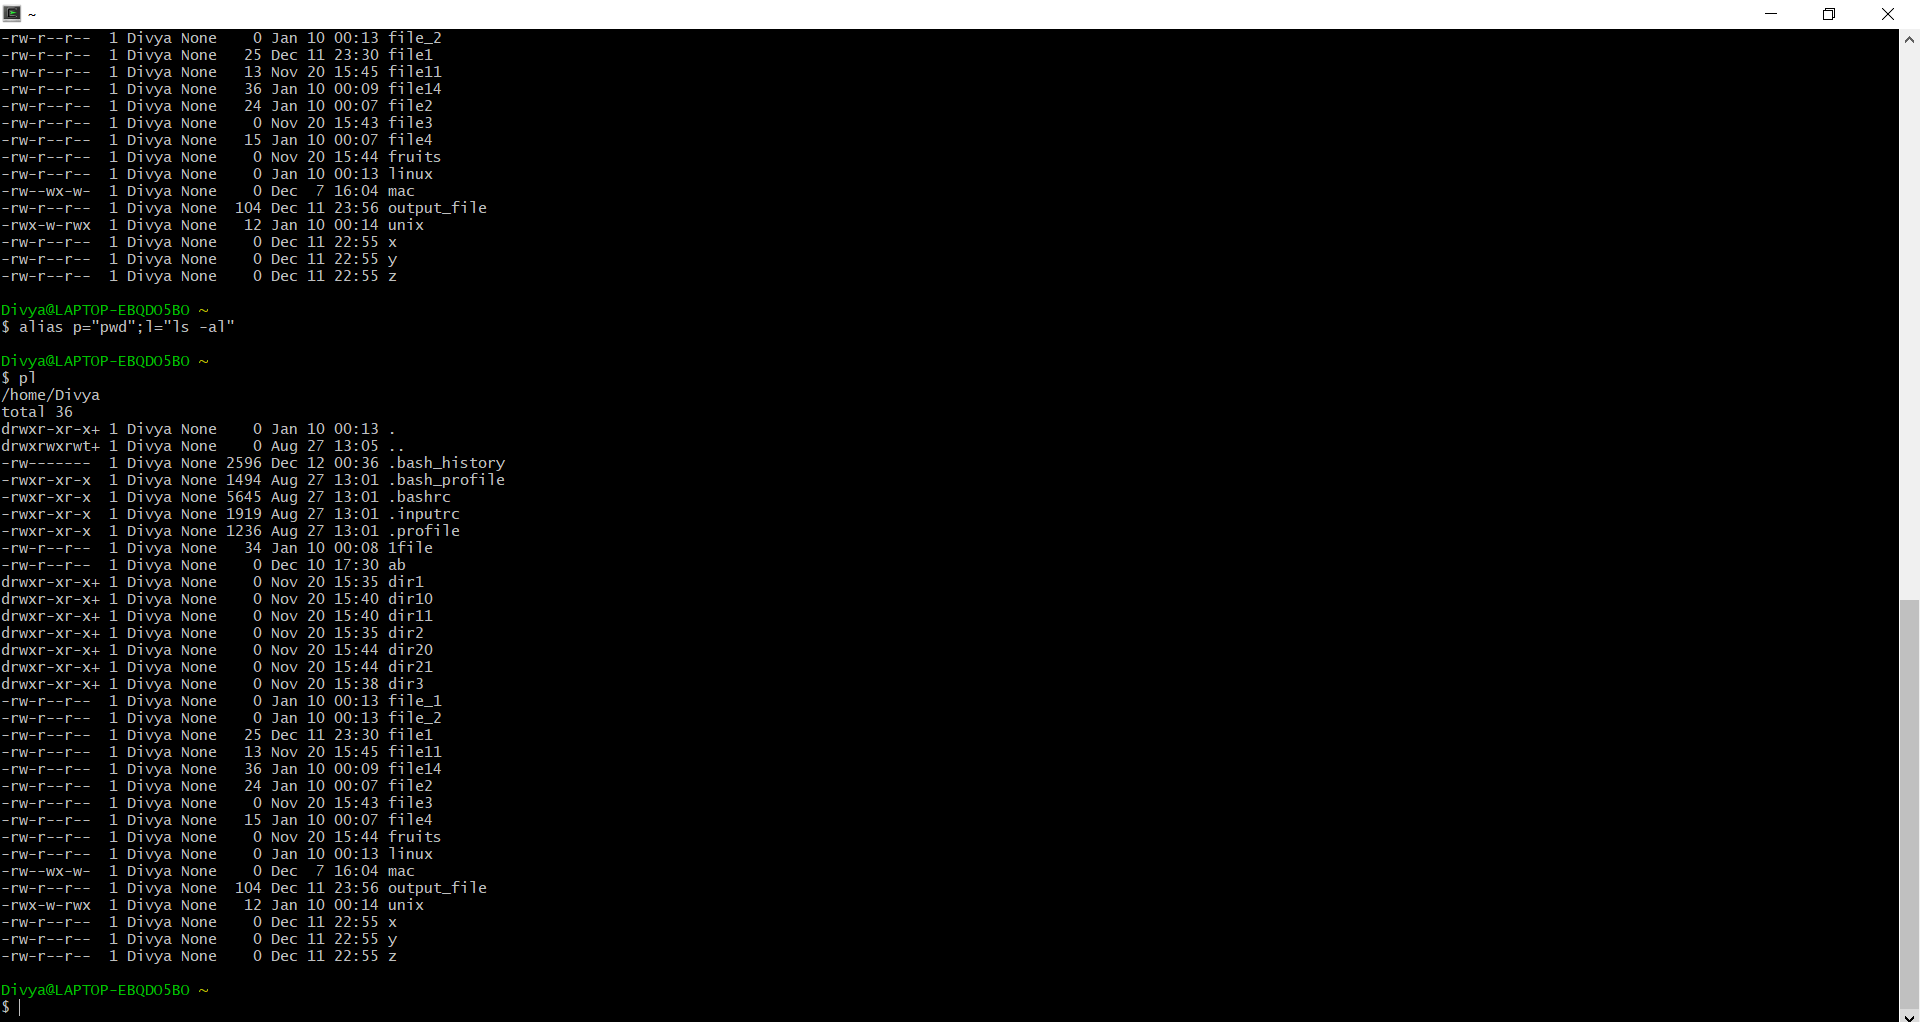 ~
-rw-r--r--  1 Divya None    0 Jan 10 00:13 file_2
-rw-r--r--  1 Divya None   25 Dec 11 23:30 file1
-rw-r--r--  1 Divya None   13 Nov 20 15:45 file11
-rw-r--r--  1 Divya None   36 Jan 10 00:09 file14
-rw-r--r--  1 Divya None   24 Jan 10 00:07 file2
-rw-r--r--  1 Divya None    0 Nov 20 15:43 file3
-rw-r--r--  1 Divya None   15 Jan 10 00:07 file4
-rw-r--r--  1 Divya None    0 Nov 20 15:44 fruits
-rw-r--r--  1 Divya None    0 Jan 10 00:13 linux
-rw--wx-w-  1 Divya None    0 Dec  7 16:04 mac
-rw-r--r--  1 Divya None  104 Dec 11 23:56 output_file
-rwx-w-rwx  1 Divya None   12 Jan 10 00:14 unix
-rw-r--r--  1 Divya None    0 Dec 11 22:55 x
-rw-r--r--  1 Divya None    0 Dec 11 22:55 y
-rw-r--r--  1 Divya None    0 Dec 11 22:55 z
Divya@LAPTOP-EBQDO5BO ~
$ alias p="pwd";l="ls -al"
Divya@LAPTOP-EBQDO5BO ~
$ pl
/home/Divya
total 36
drwxr-xr-x+ 1 Divya None    0 Jan 10 00:13 .
drwxrwxrwt+ 1 Divya None    0 Aug 27 13:05 ..
-rw-------  1 Divya None 2596 Dec 12 00:36 .bash_history
-rwxr-xr-x  1 Divya None 1494 Aug 27 13:01 .bash_profile
-rwxr-xr-x  1 Divya None 5645 Aug 27 13:01 .bashrc
-rwxr-xr-x  1 Divya None 1919 Aug 27 13:01 .inputrc
-rwxr-xr-x  1 Divya None 1236 Aug 27 13:01 .profile
-rw-r--r--  1 Divya None   34 Jan 10 00:08 1file
-rw-r--r--  1 Divya None    0 Dec 10 17:30 ab
drwxr-xr-x+ 1 Divya None    0 Nov 20 15:35 dir1
drwxr-xr-x+ 1 Divya None    0 Nov 20 15:40 dir10
drwxr-xr-x+ 1 Divya None    0 Nov 20 15:40 dir11
drwxr-xr-x+ 1 Divya None    0 Nov 20 15:35 dir2
drwxr-xr-x+ 1 Divya None    0 Nov 20 15:44 dir20
drwxr-xr-x+ 1 Divya None    0 Nov 20 15:44 dir21
drwxr-xr-x+ 1 Divya None    0 Nov 20 15:38 dir3
-rw-r--r--  1 Divya None    0 Jan 10 00:13 file_1
-rw-r--r--  1 Divya None    0 Jan 10 00:13 file_2
-rw-r--r--  1 Divya None   25 Dec 11 23:30 file1
-rw-r--r--  1 Divya None   13 Nov 20 15:45 file11
-rw-r--r--  1 Divya None   36 Jan 10 00:09 file14
-rw-r--r--  1 Divya None   24 Jan 10 00:07 file2
-rw-r--r--  1 Divya None    0 Nov 20 15:43 file3
-rw-r--r--  1 Divya None   15 Jan 10 00:07 file4
-rw-r--r--  1 Divya None    0 Nov 20 15:44 fruits
-rw-r--r--  1 Divya None    0 Jan 10 00:13 linux
-rw--wx-w-  1 Divya None    0 Dec  7 16:04 mac
-rw-r--r--  1 Divya None  104 Dec 11 23:56 output_file
-rwx-w-rwx  1 Divya None   12 Jan 10 00:14 unix
-rw-r--r--  1 Divya None    0 Dec 11 22:55 x
-rw-r--r--  1 Divya None    0 Dec 11 22:55 y
-rw-r--r--  1 Divya None    0 Dec 11 22:55 z
Divya@LAPTOP-EBQDO5BO ~
$